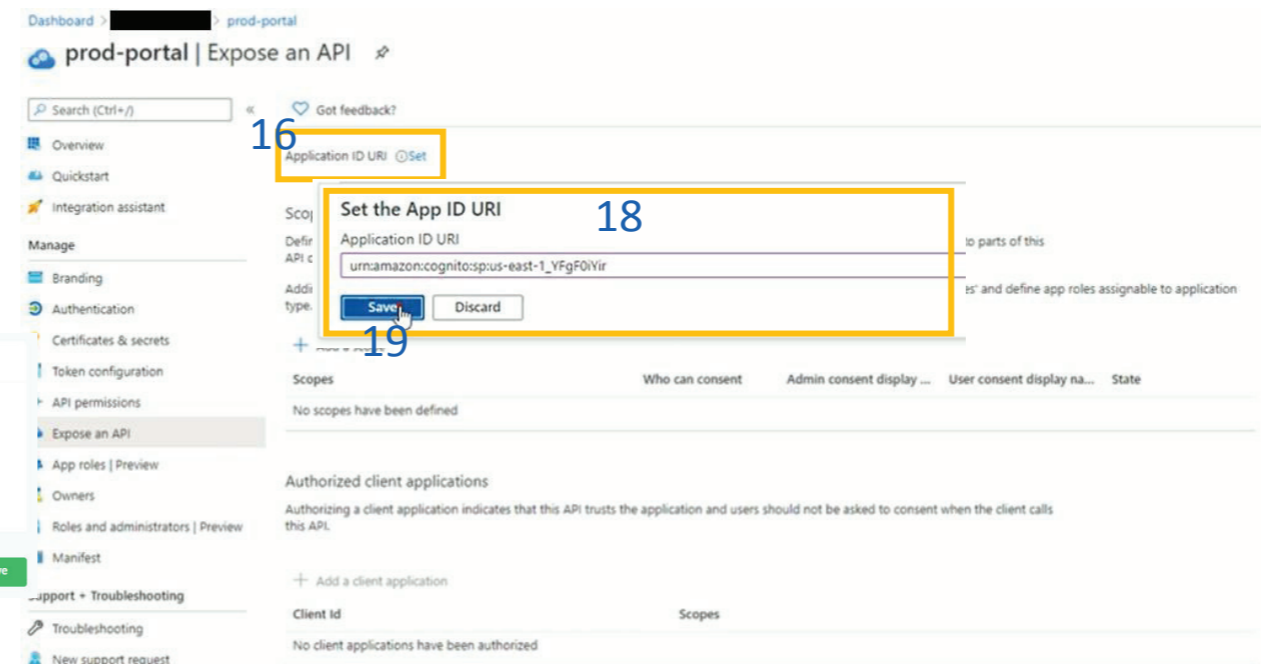 Dashboard > > prod-portal
prod-portal | Expose an API
Search (Ctrl+/)
«
Got feedback?
16
Overview
Application ID URI Set
Quickstart
Integration assistant
Set the App ID URI
18
Scop
Application ID URI
Manage
Defin to parts of this
API c
urn:amazon:cognito:sp:us-east-1_YFgF0iYir
Branding
Addi es' and define app roles assignable to application
type.
Save Discard
Authentication
19
Certificates & secrets
Token configuration
Scopes Who can consent Admin consent display ... User consent display na... State
API permissions
No scopes have been defined
Expose an API
App roles | Preview
Authorized client applications
Owners
Authorizing a client application indicates that this API trusts the application and users should not be asked to consent when the client calls
this API.
Roles and administrators | Preview
Manifest
Add a client application
Support + Troubleshooting
Client Id Scopes
Troubleshooting
No client applications have been authorized
New support request